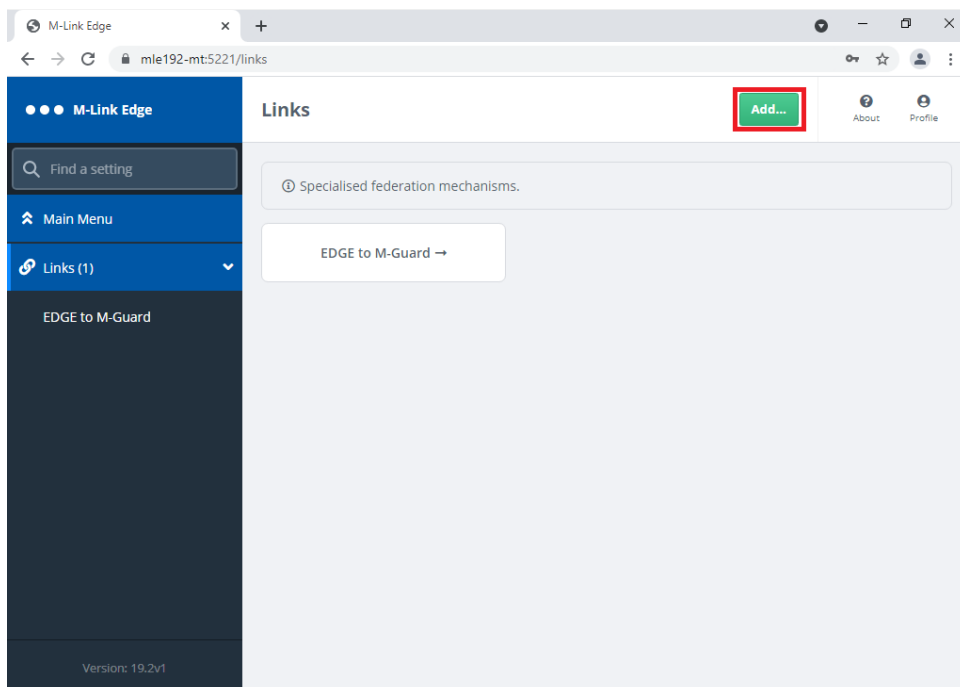 M-Link Edge
mle192-mt:5221/links
M-Link Edge
Links
Add...
About
Profile
Find a setting
Specialised federation mechanisms.
Main Menu
EDGE to M-Guard →
Links (1)
EDGE to M-Guard
Version: 19.2v1